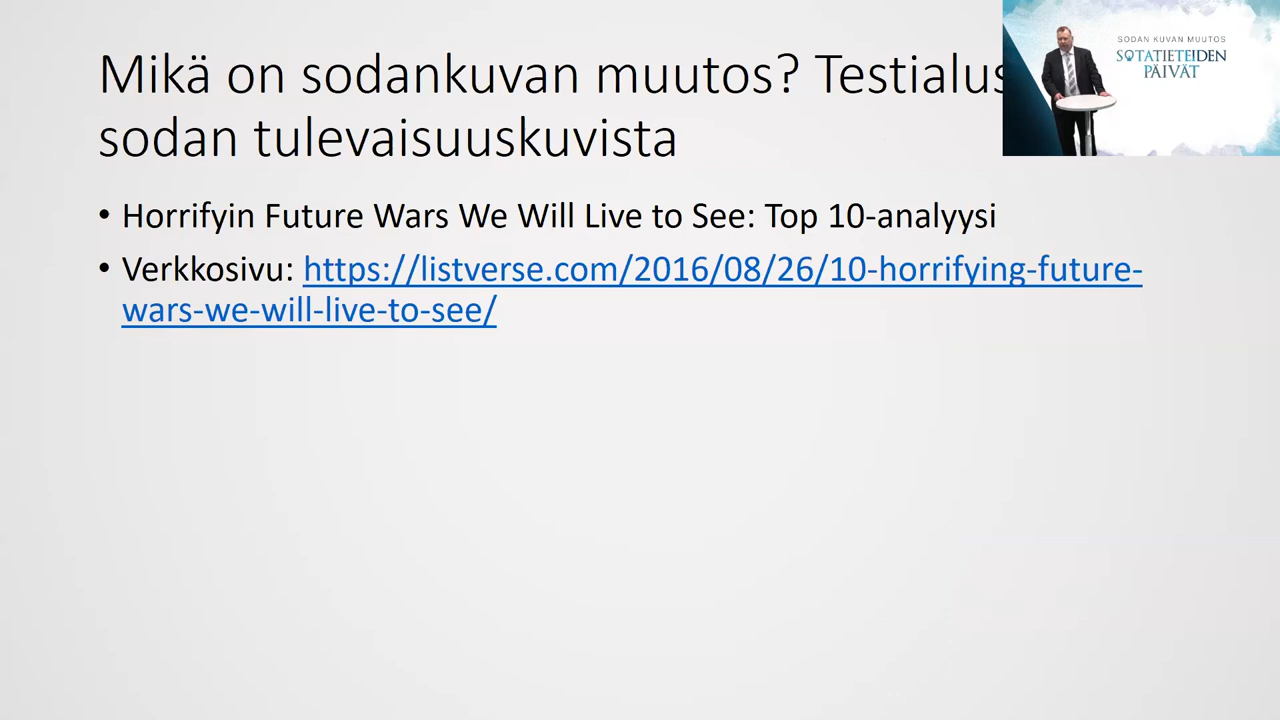 Mikä on sodankuvan muutos? Testialus
sodan tulevaisuuskuvista
SODAN KUVAN MUUTOS
SOTATIETEIDEN
PÄIVÄT
• Horrifyin Future Wars We Will Live to See: Top 10-analyysi
• Verkkosivu: https://listverse.com/2016/08/26/10-horrifying-future-
wars-we-will-live-to-see/